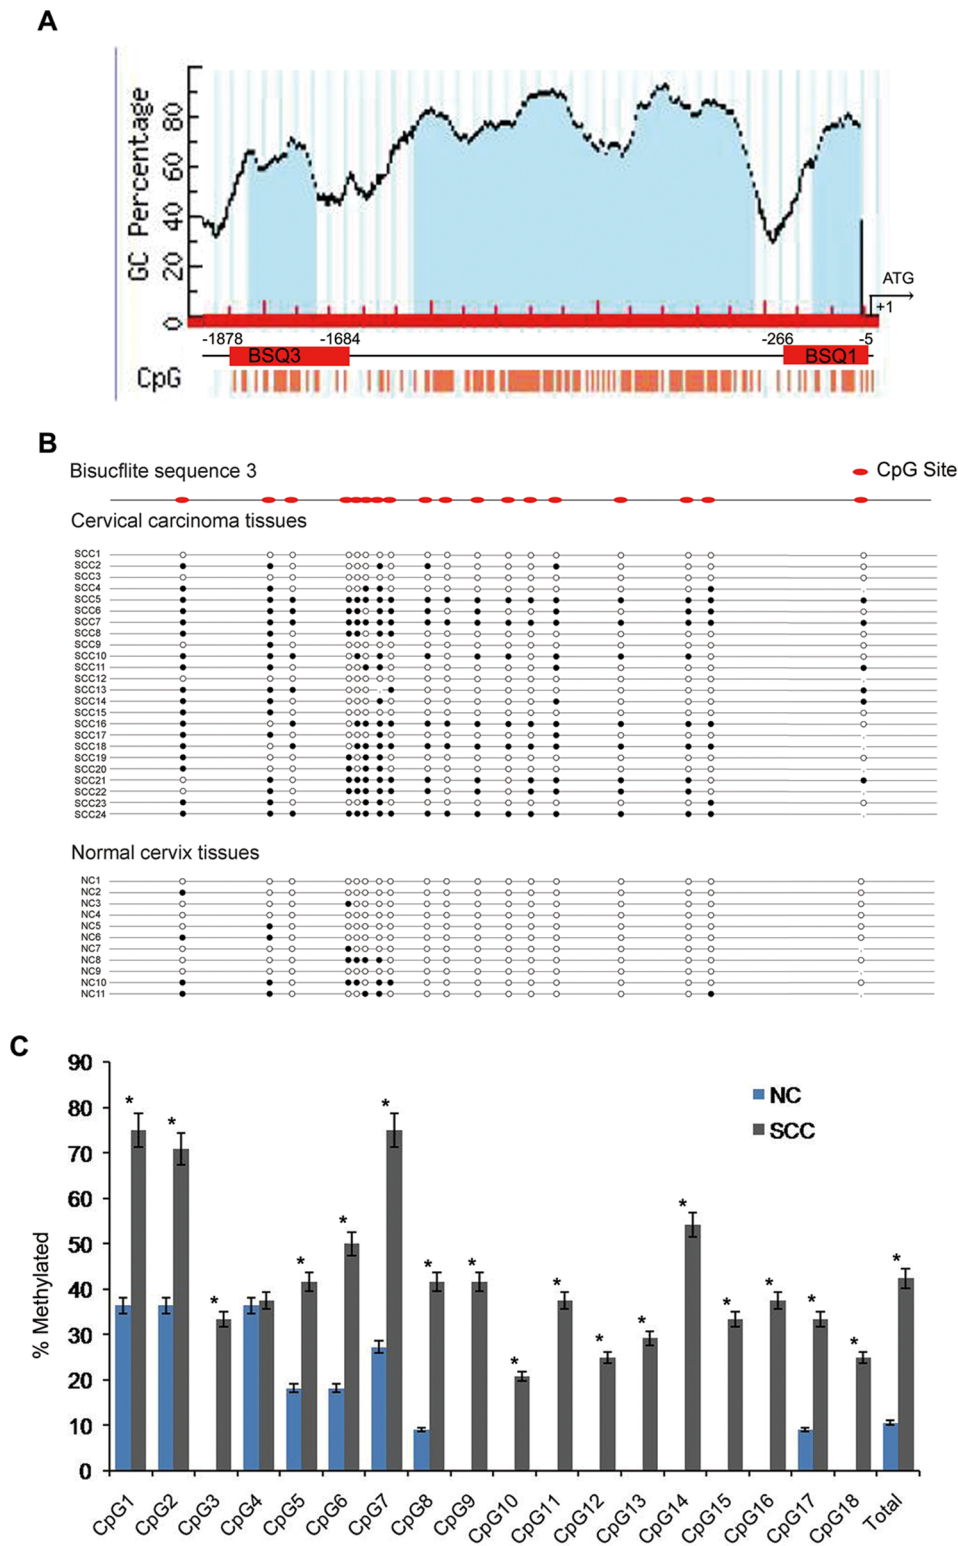 A
GC Percentage
80
60
40
20
0
ATG
+1
-1878
-1684
-266
-5
BSQ3
BSQ1
CpG
B
Bisucflite sequence 3
CpG Site
Cervical carcinoma tissues
SCC1
SCC2
SCC3
SCC4
SCC5
SCC6
SCC7
SCC8
SCC9
SCC10
SCC11
SCC12
SCC13
SCC14
SCC15
SCC16
SCC17
SCC18
SCC19
SCC20
SCC21
SCC22
SCC23
SCC24
Normal cervix tissues
NC1
NC2
NC3
NC4
NC5
NC6
NC7
NC8
NC9
NC10
NC11
C
% Methylated
90
80
70
60
50
40
30
20
10
0
NC
SCC
* * * * * * * * * * * * * * * * * *
CpG1
CpG2
CpG3
CpG4
CpG5
CpG6
CpG7
CpG8
CpG9
CpG10
CpG11
CpG12
CpG13
CpG14
CpG15
CpG16
CpG17
CpG18
Total